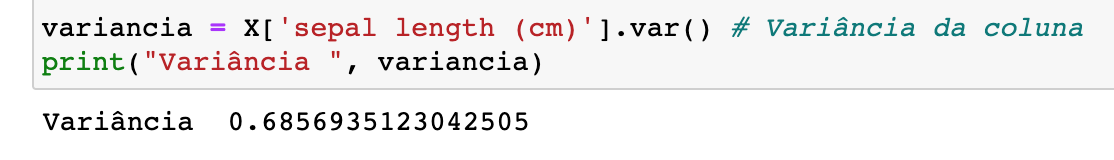 variancia = X['sepal length (cm)'].var() # Variância da coluna
print("Variância ", variancia)
Variância  0.6856935123042505